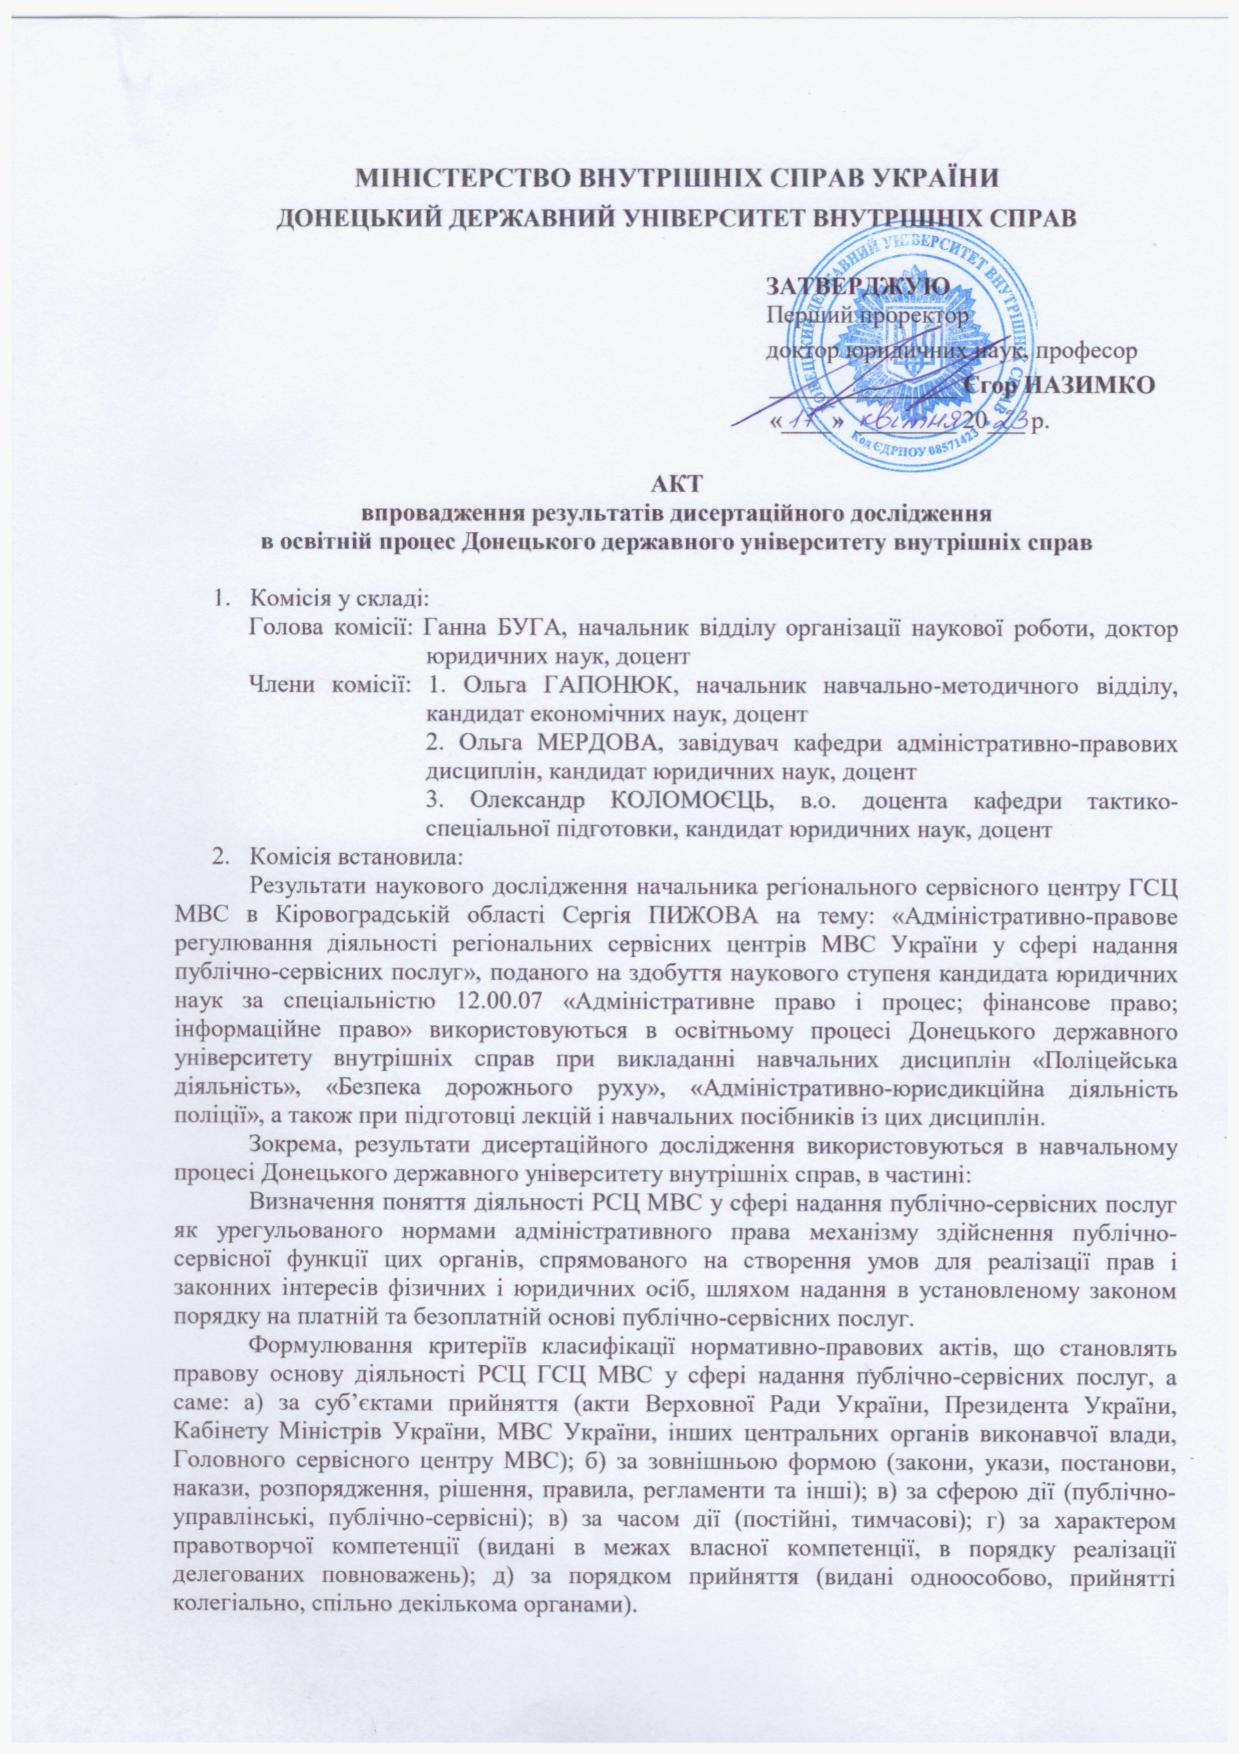 МІНІСТЕРСТВО ВНУТРІШНІХ СПРАВ УКРАЇНИ
ДОНЕЦЬКИЙ ДЕРЖАВНИЙ УНІВЕРСИТЕТ ВНУТРІШНІХ СПРАВ
ЗАТВЕРДЖУЮ
Перший проректор
доктор юридичних наук, професор
Єгор НАЗИМКО
«17» квітня 2023 р.
ДОНЕЦЬКИЙ ДЕРЖАВНИЙ УНІВЕРСИТЕТ ВНУТРІШНІХ СПРАВ
Код ЄДРПОУ 08571423
АКТ
впровадження результатів дисертаційного дослідження
в освітній процес Донецького державного університету внутрішніх справ
1. Комісія у складі:
Голова комісії: Ганна БУГА, начальник відділу організації наукової роботи, доктор
юридичних наук, доцент
Члени комісії: 1. Ольга ГАПОНЮК, начальник навчально-методичного відділу,
кандидат економічних наук, доцент
2. Ольга МЕРДОВА, завідувач кафедри адміністративно-правових
дисциплін, кандидат юридичних наук, доцент
3. Олександр КОЛОМОЄЦЬ, в.о. доцента кафедри тактико-
спеціальної підготовки, кандидат юридичних наук, доцент
2. Комісія встановила:
Результати наукового дослідження начальника регіонального сервісного центру ГСЦ
МВС в Кіровоградській області Сергія ПИЖОВА на тему: «Адміністративно-правове
регулювання діяльності регіональних сервісних центрів МВС України у сфері надання
публічно-сервісних послуг», поданого на здобуття наукового ступеня кандидата юридичних
наук за спеціальністю 12.00.07 «Адміністративне право і процес; фінансове право;
інформаційне право» використовуються в освітньому процесі Донецького державного
університету внутрішніх справ при викладанні навчальних дисциплін «Поліцейська
діяльність», «Безпека дорожнього руху», «Адміністративно-юрисдикційна діяльність
поліції», а також при підготовці лекцій і навчальних посібників із цих дисциплін.
Зокрема, результати дисертаційного дослідження використовуються в навчальному
процесі Донецького державного університету внутрішніх справ, в частині:
Визначення поняття діяльності РСЦ МВС у сфері надання публічно-сервісних послуг
як урегульованого нормами адміністративного права механізму здійснення публічно-
сервісної функції цих органів, спрямованого на створення умов для реалізації прав і
законних інтересів фізичних і юридичних осіб, шляхом надання в установленому законом
порядку на платній та безоплатній основі публічно-сервісних послуг.
Формулювання критеріїв класифікації нормативно-правових актів, що становлять
правову основу діяльності РСЦ ГСЦ МВС у сфері надання публічно-сервісних послуг, а
саме: а) за суб’єктами прийняття (акти Верховної Ради України, Президента України,
Кабінету Міністрів України, МВС України, інших центральних органів виконавчої влади,
Головного сервісного центру МВС); б) за зовнішньою формою (закони, укази, постанови,
накази, розпорядження, рішення, правила, регламенти та інші); в) за сферою дії (публічно-
управлінські, публічно-сервісні); в) за часом дії (постійні, тимчасові); г) за характером
правотворчої компетенції (видані в межах власної компетенції, в порядку реалізації
делегованих повноважень); д) за порядком прийняття (видані одноособово, прийняті
колегіально, спільно декількома органами).